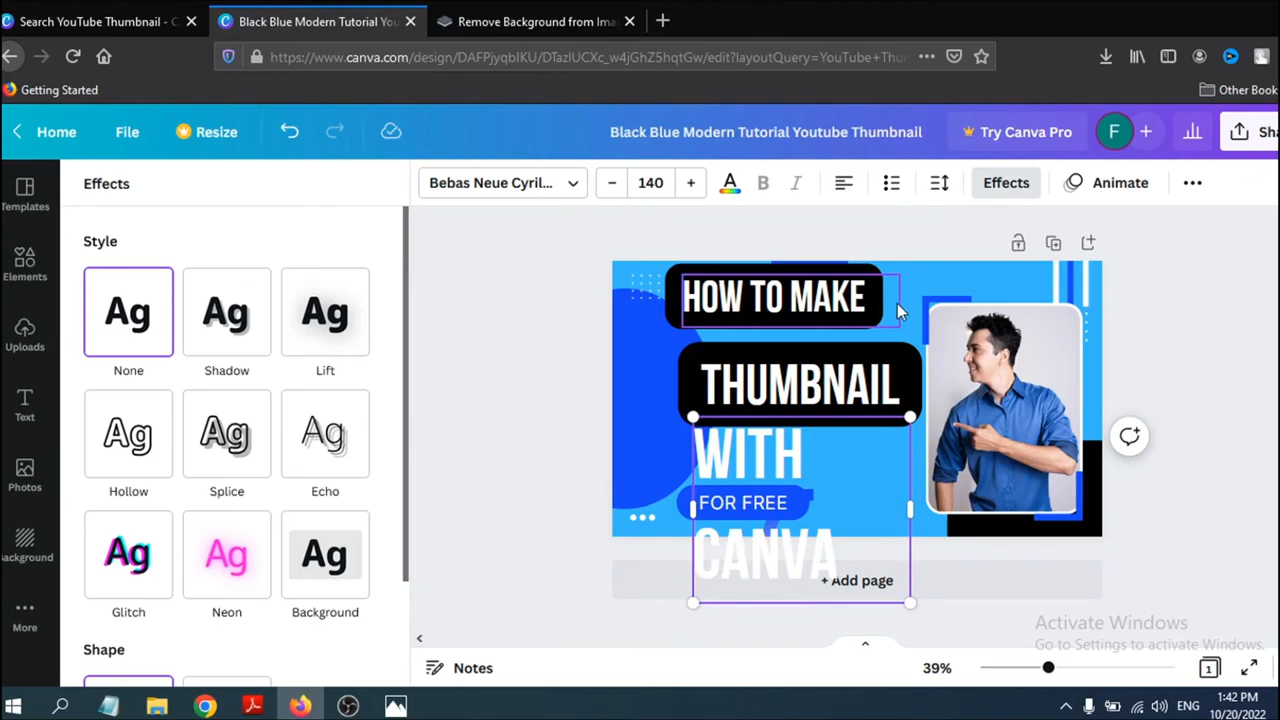 Search YouTube Thumbnail - C
Black Blue Modern Tutorial You
Remove Background from Ima
https://www.canva.com/design/DAFPjyqbIKU/DTazlUCXc_w4jGhZ5hqtGw/edit?layoutQuery=YouTube+Thum
Getting Started
Other Book
Home
File
Resize
Black Blue Modern Tutorial Youtube Thumbnail
Try Canva Pro
F
Sha
Templates
Elements
Uploads
Text
Photos
Background
More
Effects
Style
Ag
Ag
Ag
None
Shadow
Lift
Ag
Ag
Ag
Hollow
Splice
Echo
Ag
Ag
Ag
Glitch
Neon
Background
Shape
Bebas Neue Cyril...
140
A
B
I
Effects
Animate
HOW TO MAKE
THUMBNAIL
WITH
FOR FREE
CANVA
+ Add page
Activate Windows
Go to Settings to activate Windows.
Notes
39%
1
ENG
1:42 PM
10/20/2022